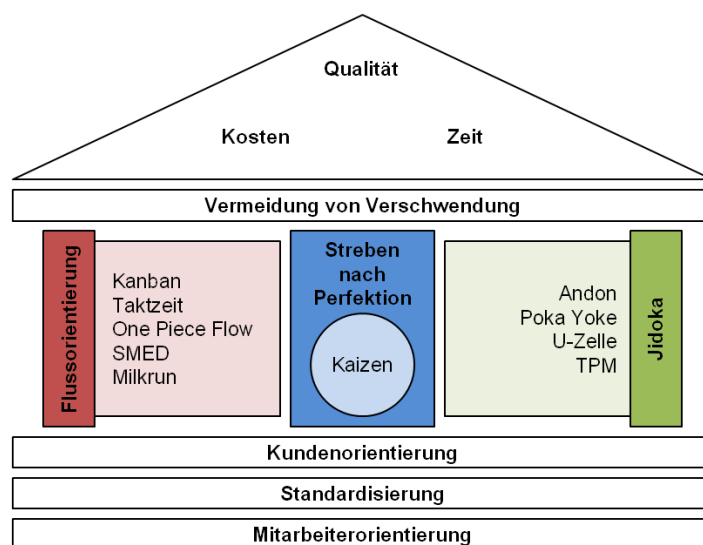 Qualität
Kosten
Zeit
Vermeidung von Verschwendung
Flussorientierung
Kanban
Taktzeit
One Piece Flow
SMED
Milkrun
Streben
nach
Perfektion
Kaizen
Andon
Poka Yoke
U-Zelle
TPM
Jidoka
Kundenorientierung
Standardisierung
Mitarbeiterorientierung